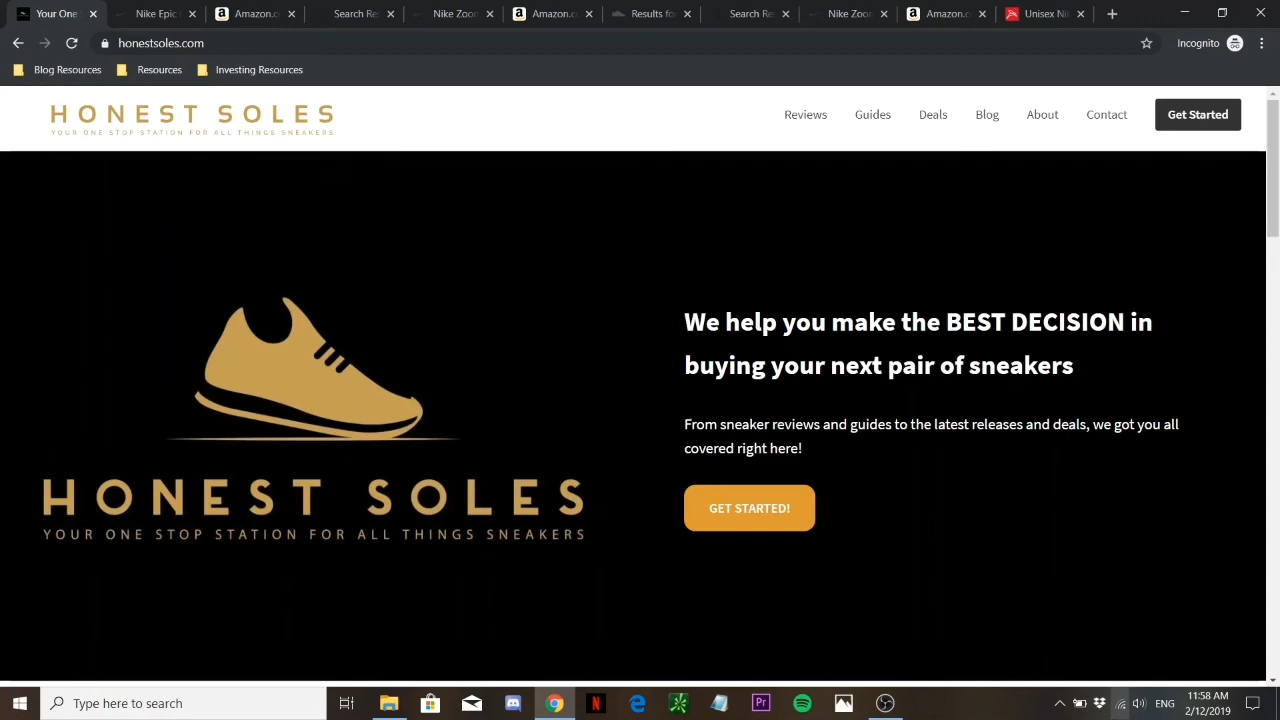 Your One
Nike Epic
Amazon.c
Search Re
Nike Zoo
Amazon.c
Results fo
Search Re
Nike Zoo
Amazon.c
Unisex Ni
honestsoles.com
Incognito
Blog Resources
Resources
Investing Resources
HONEST SOLES
YOUR ONE STOP STATION FOR ALL THINGS SNEAKERS
Reviews
Guides
Deals
Blog
About
Contact
Get Started
We help you make the BEST DECISION in
buying your next pair of sneakers
From sneaker reviews and guides to the latest releases and deals, we got you all
covered right here!
GET STARTED!
HONEST SOLES
YOUR ONE STOP STATION FOR ALL THINGS SNEAKERS
Type here to search
ENG
11:58 AM
2/12/2019